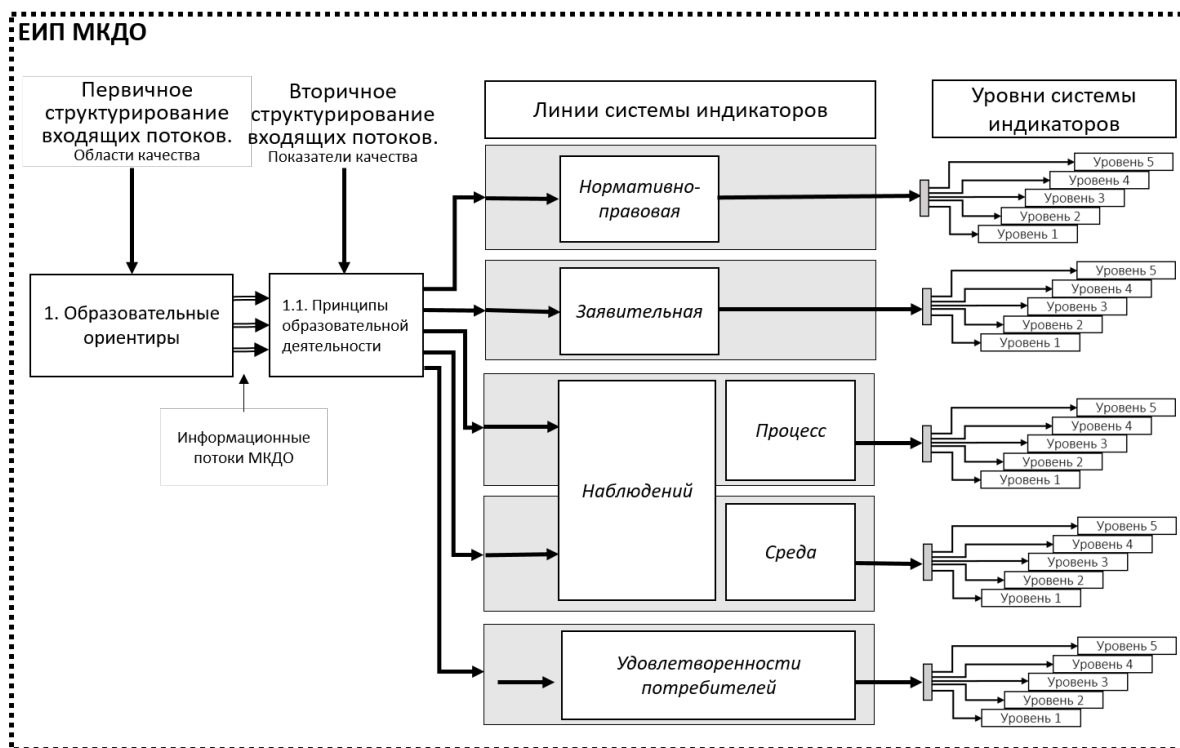 ЕИП МКДО
Первичное
структурирование
входящих потоков.
Области качества
Вторичное
структурирование
входящих потоков.
Показатели качества
Линии системы индикаторов
Уровни системы
индикаторов
1. Образовательные
ориентиры
1.1. Принципы
образовательной
деятельности
Информационные
потоки МКДО
Нормативно-
правовая
Уровень 5
Уровень 4
Уровень 3
Уровень 2
Уровень 1
Заявительная
Уровень 5
Уровень 4
Уровень 3
Уровень 2
Уровень 1
Наблюдений
Процесс
Уровень 5
Уровень 4
Уровень 3
Уровень 2
Уровень 1
Среда
Уровень 5
Уровень 4
Уровень 3
Уровень 2
Уровень 1
Удовлетворенности
потребителей
Уровень 5
Уровень 4
Уровень 3
Уровень 2
Уровень 1